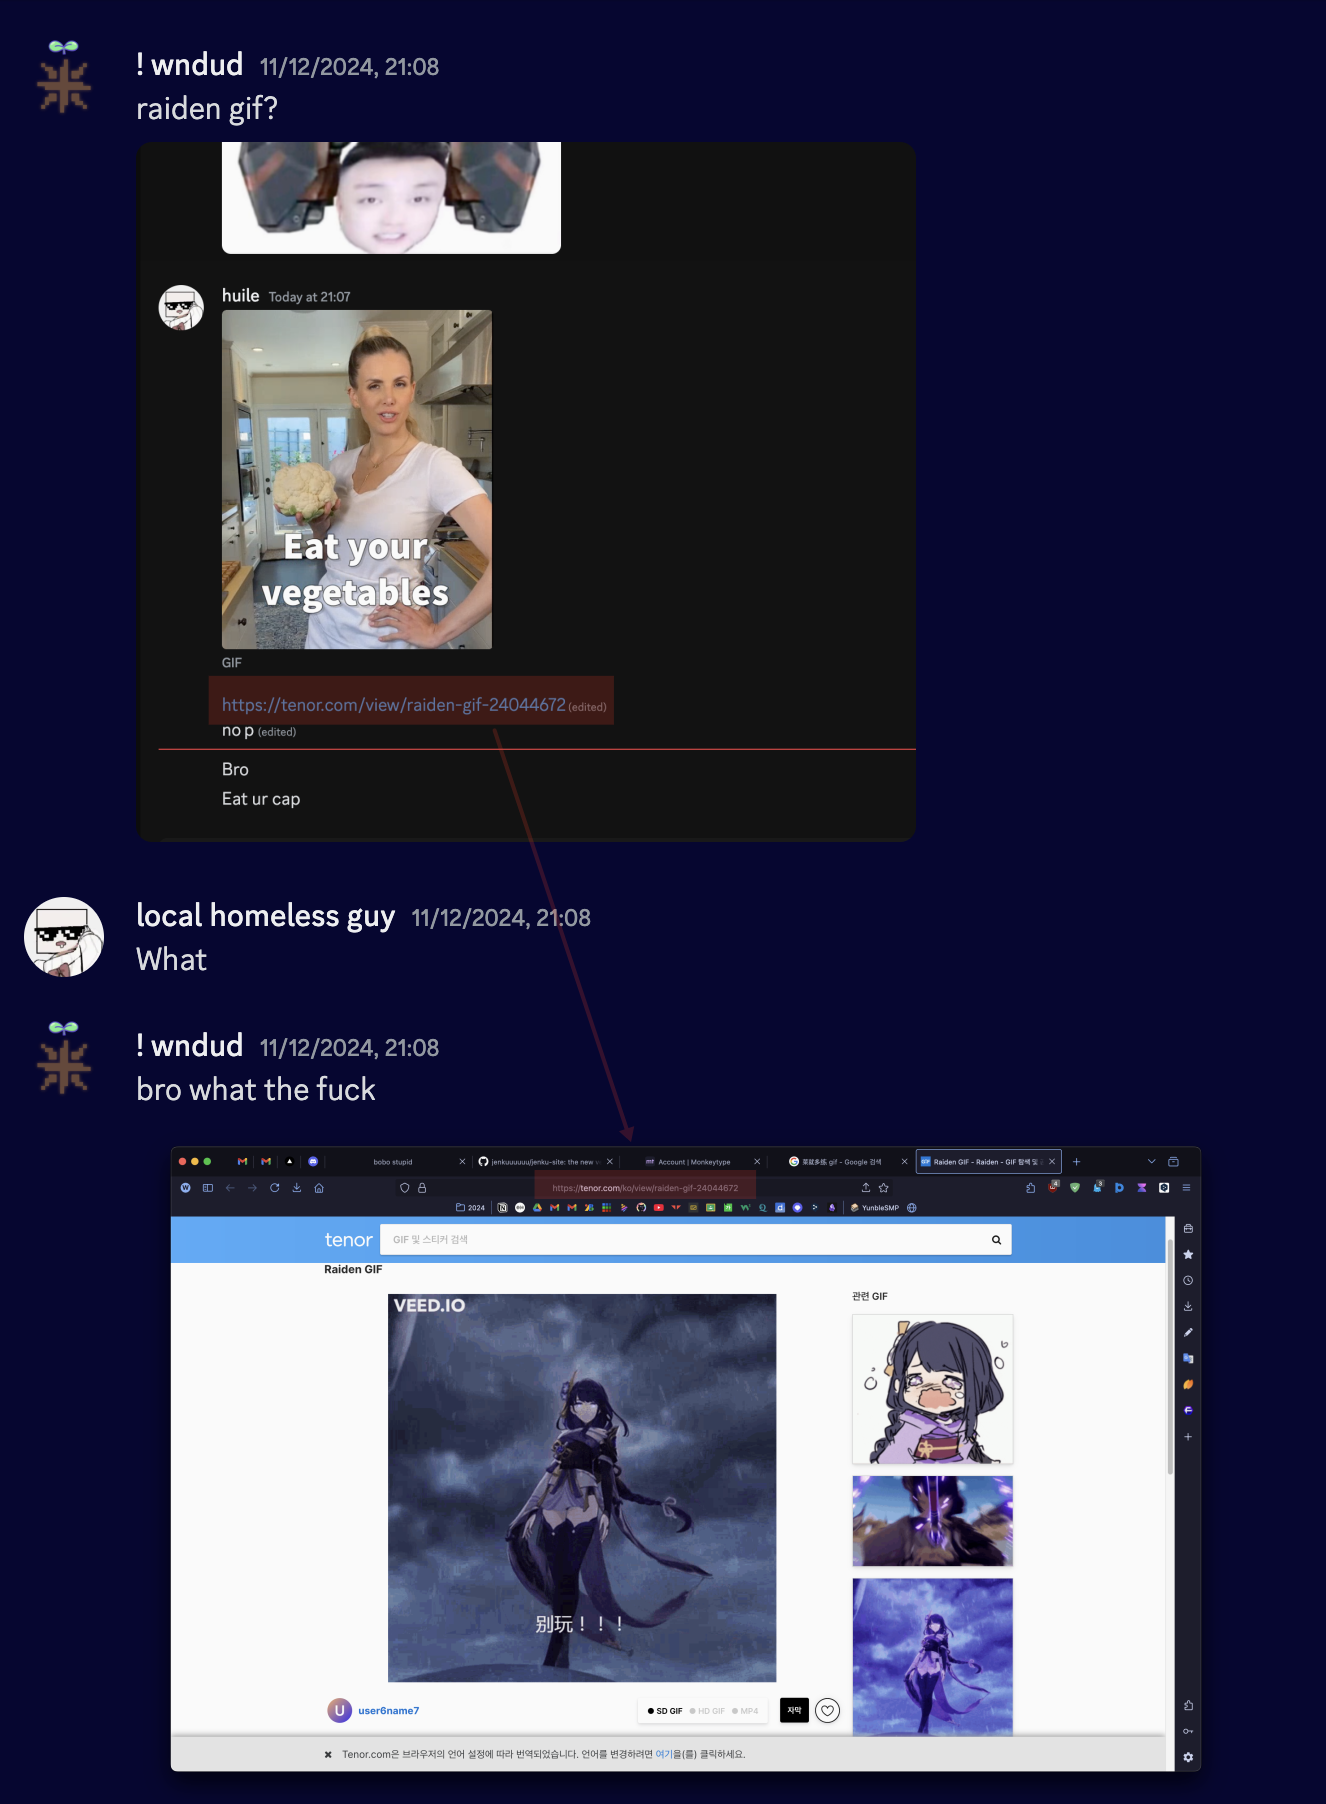 ! wndud 11/12/2024, 21:08
raiden gif?
huile Today at 21:07
Eat your
vegetables
GIF
https://tenor.com/view/raiden-gif-24044672 (edited)
no p (edited)
Bro
Eat ur cap
local homeless guy 11/12/2024, 21:08
What
! wndud 11/12/2024, 21:08
bro what the fuck
bobo stupid
jenkuuuuuu/jenku-site: the new
Account | Monkeytype
gif - Google 검색
Raiden GIF - Raiden - GIF 탐색 및
https://tenor.com/ko/view/raiden-gif-24044672
2024
YunbleSMP
tenor
GIF 및 스티커 검색
Raiden GIF
관련 GIF
VEED.IO
别玩！！！
U user6name7
SD GIF HD GIF MP4
자막
Tenor.com은 브라우저의 언어 설정에 따라 번역되었습니다. 언어를 변경하려면 여기을(를) 클릭하세요.